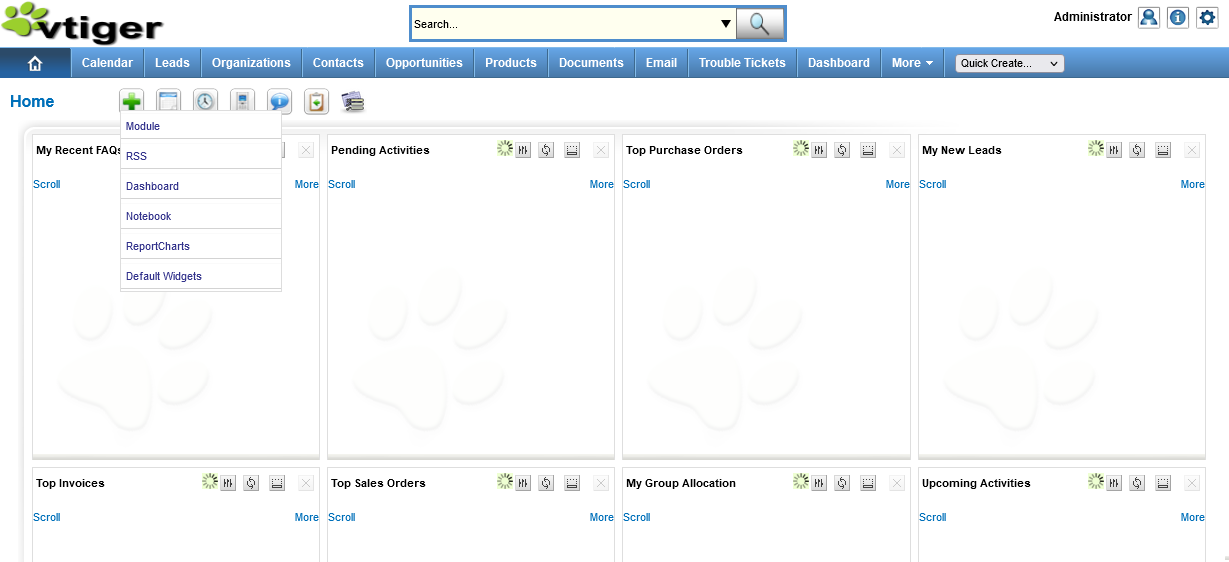 vtiger
Search...
Administrator
Calendar Leads Organizations Contacts Opportunities Products Documents Email Trouble Tickets Dashboard More Quick Create...
Home
Module
RSS
Dashboard
Notebook
ReportCharts
Default Widgets
My Recent FAQs Pending Activities Top Purchase Orders My New Leads
Scroll More Scroll More Scroll More Scroll More
Top Invoices Top Sales Orders My Group Allocation Upcoming Activities
Scroll More Scroll More Scroll More Scroll More